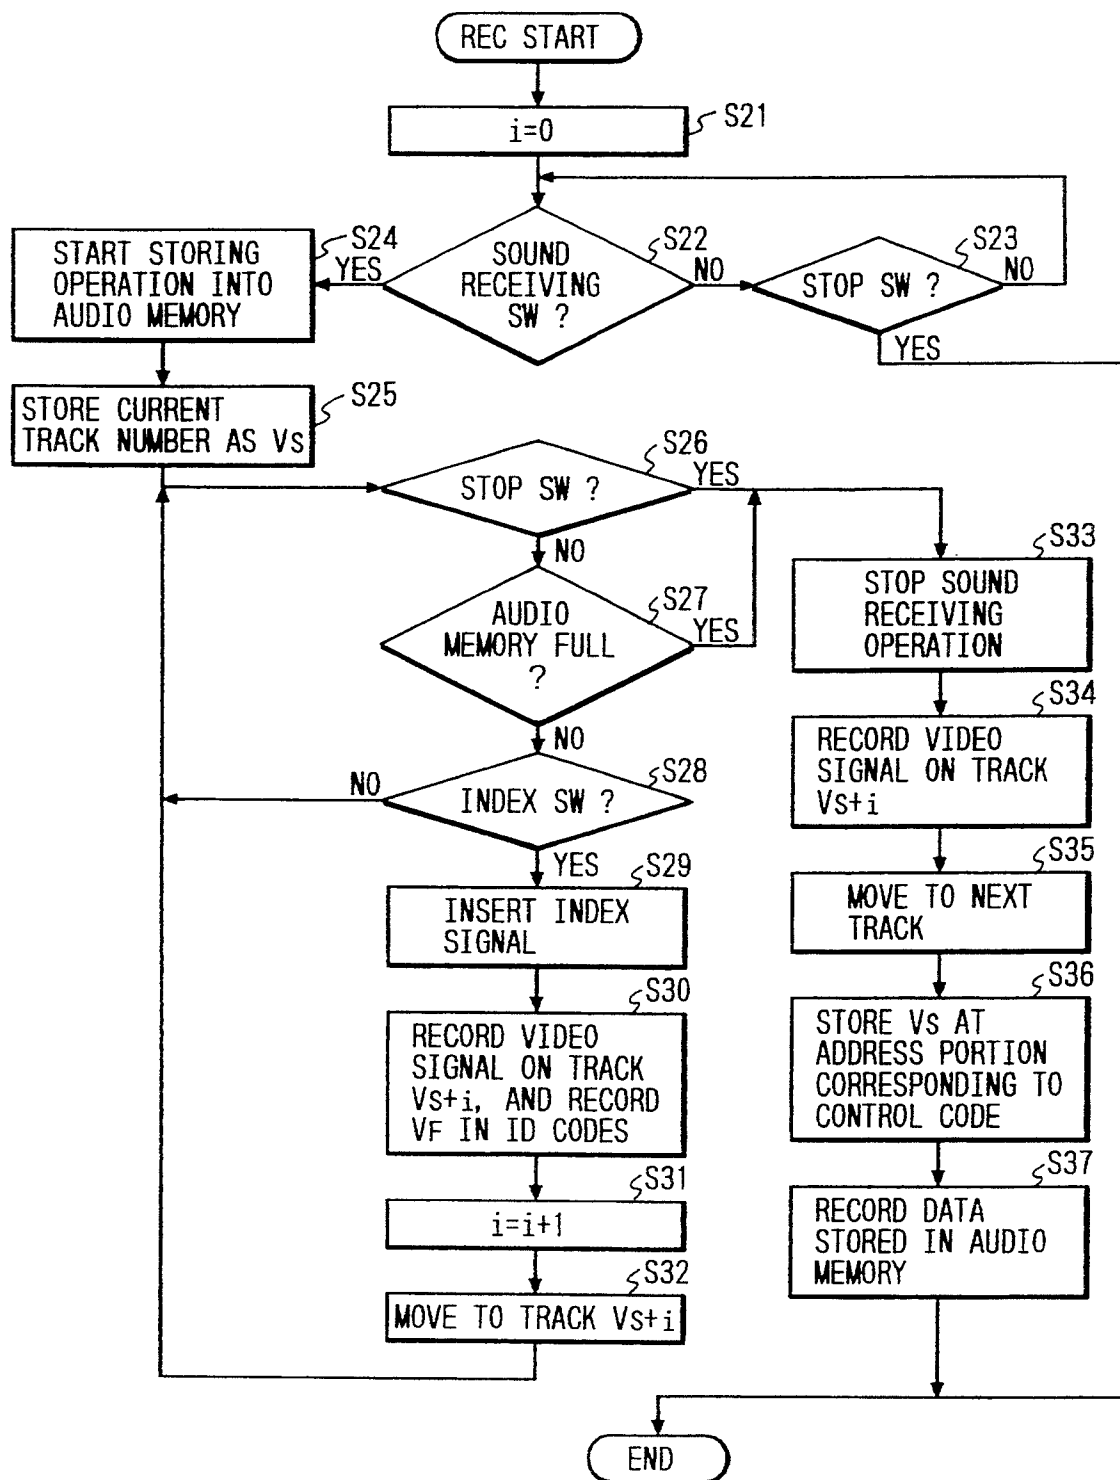 REC START
i=0
S21
SOUND
RECEIVING
SW ?
S22
YES
NO
STOP SW ?
S23
NO
YES
START STORING
OPERATION INTO
AUDIO MEMORY
S24
STORE CURRENT
TRACK NUMBER AS Vs
S25
STOP SW ?
S26
YES
NO
AUDIO
MEMORY FULL
?
S27
YES
NO
INDEX SW ?
S28
NO
YES
INSERT INDEX
SIGNAL
S29
RECORD VIDEO
SIGNAL ON TRACK
Vs+i, AND RECORD
VF IN ID CODES
S30
i=i+1
S31
MOVE TO TRACK Vs+i
S32
STOP SOUND
RECEIVING
OPERATION
S33
RECORD VIDEO
SIGNAL ON TRACK
Vs+i
S34
MOVE TO NEXT
TRACK
S35
STORE Vs AT
ADDRESS PORTION
CORRESPONDING TO
CONTROL CODE
S36
RECORD DATA
STORED IN AUDIO
MEMORY
S37
END